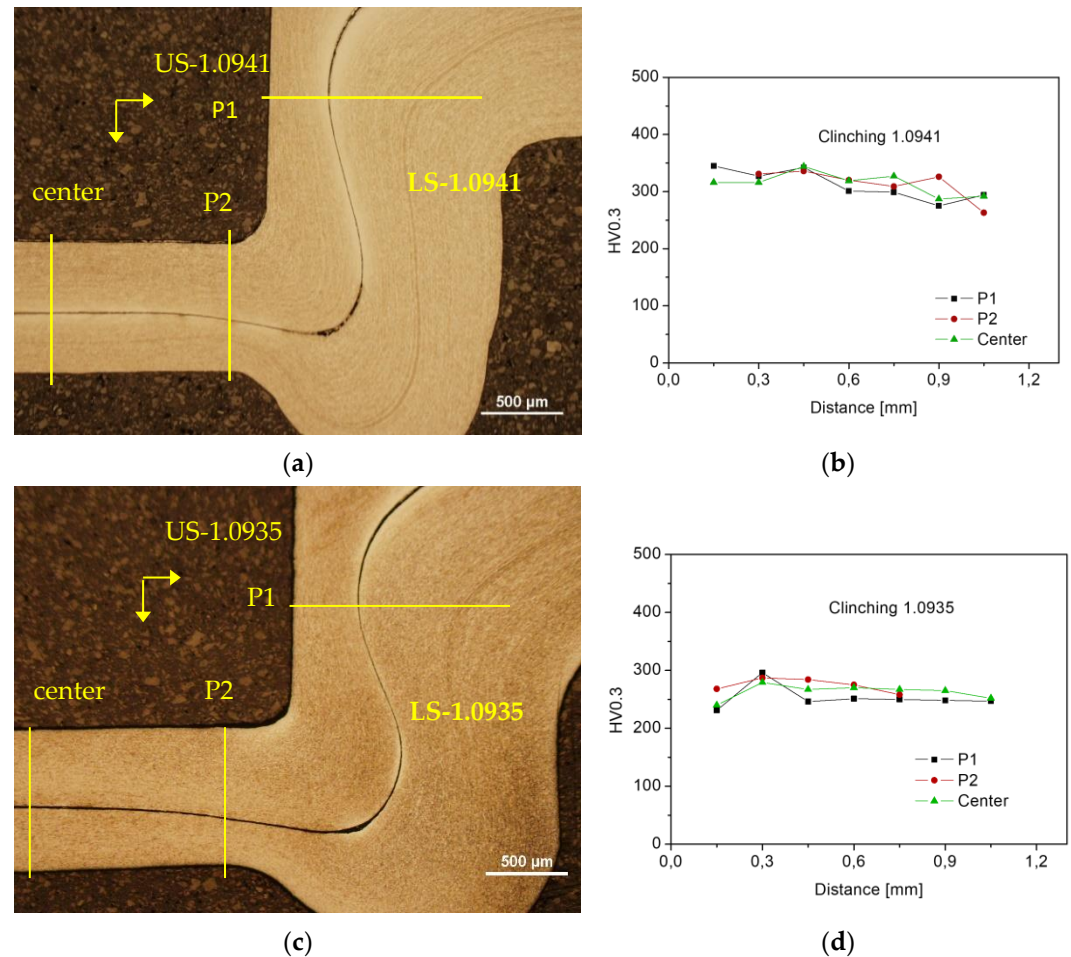 US-1.0941
P1
LS-1.0941
center
P2
500 µm
(a)
500
400
300
200
100
0
HV0.3
Clinching 1.0941
P1
P2
Center
0,0
0,3
0,6
0,9
1,2
Distance [mm]
(b)
US-1.0935
P1
center
P2
LS-1.0935
500 µm
(c)
500
400
300
200
100
0
HV0.3
Clinching 1.0935
P1
P2
Center
0,0
0,3
0,6
0,9
1,2
Distance [mm]
(d)